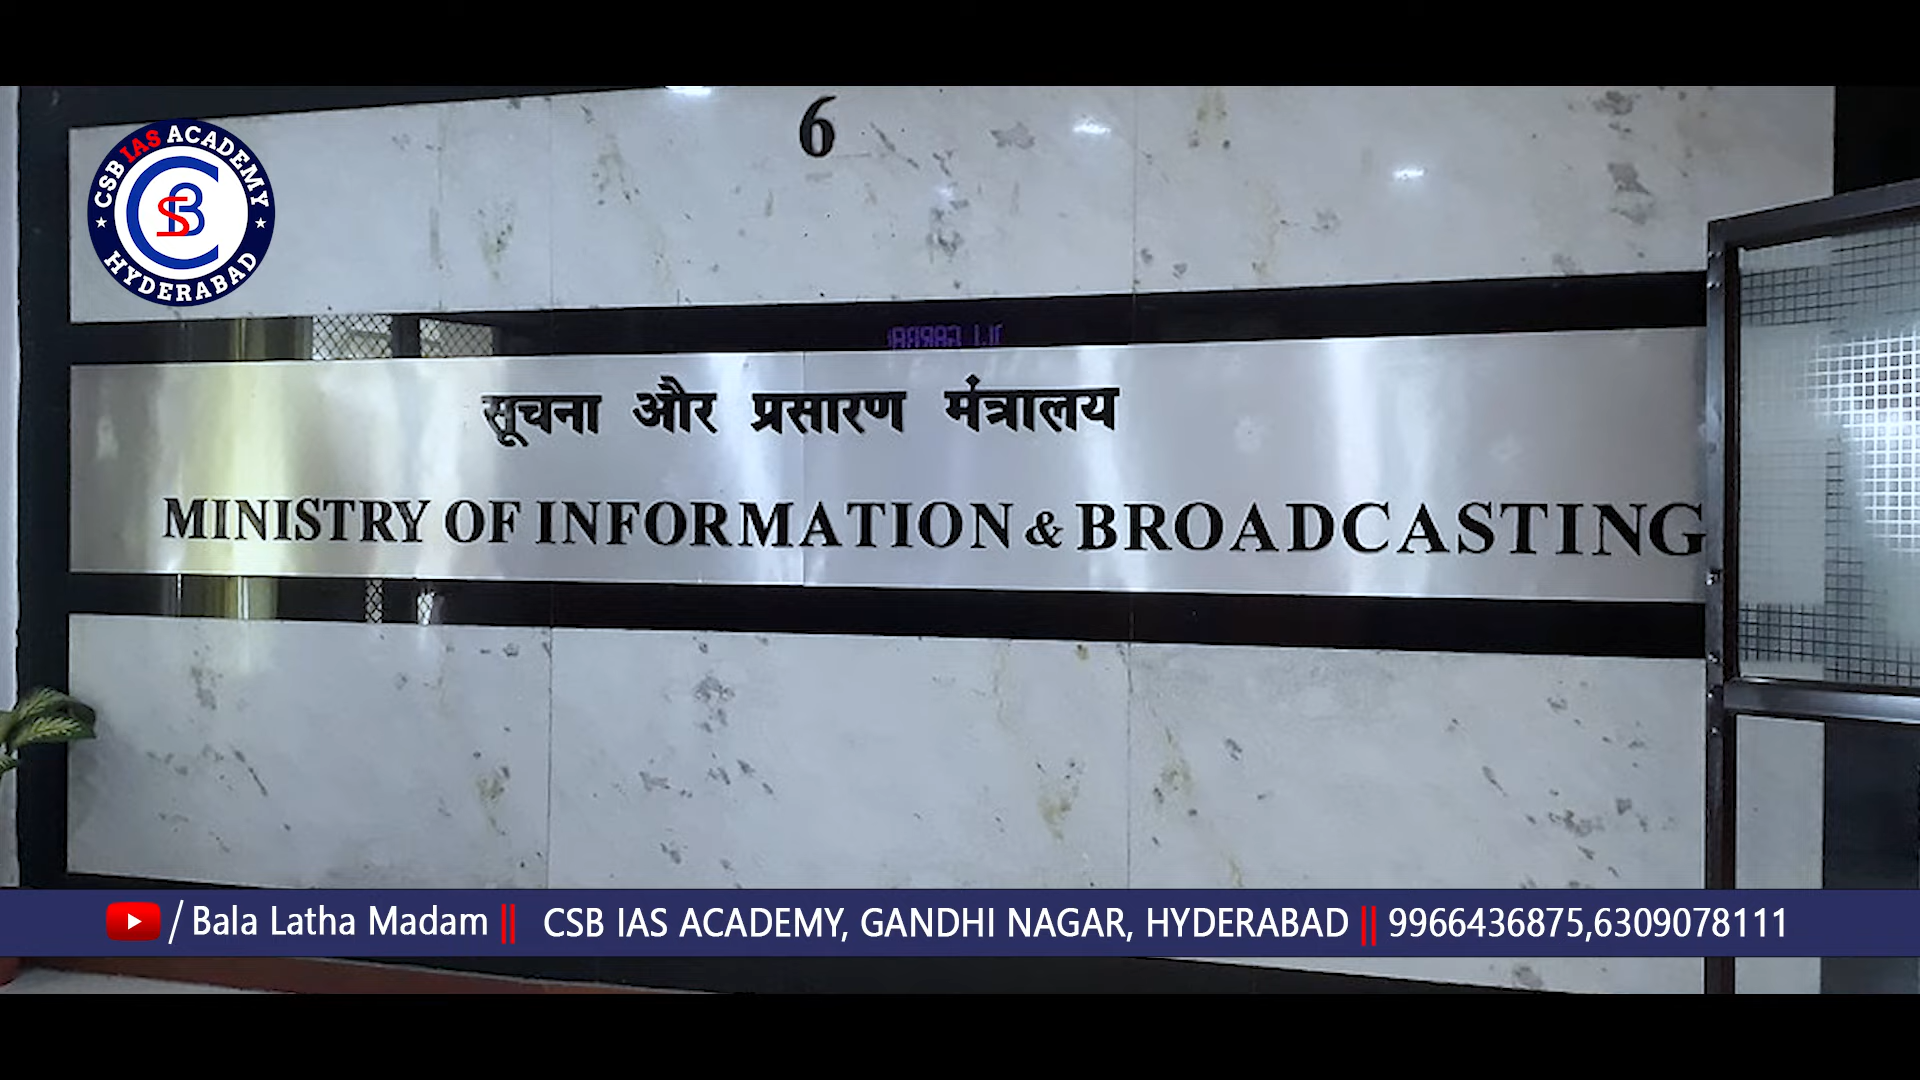 6
CSB IAS ACADEMY
CSB
HYDERABAD
सूचना और प्रसारण मंत्रालय
MINISTRY OF INFORMATION & BROADCASTING
/ Bala Latha Madam || CSB IAS ACADEMY, GANDHI NAGAR, HYDERABAD || 9966436875,6309078111